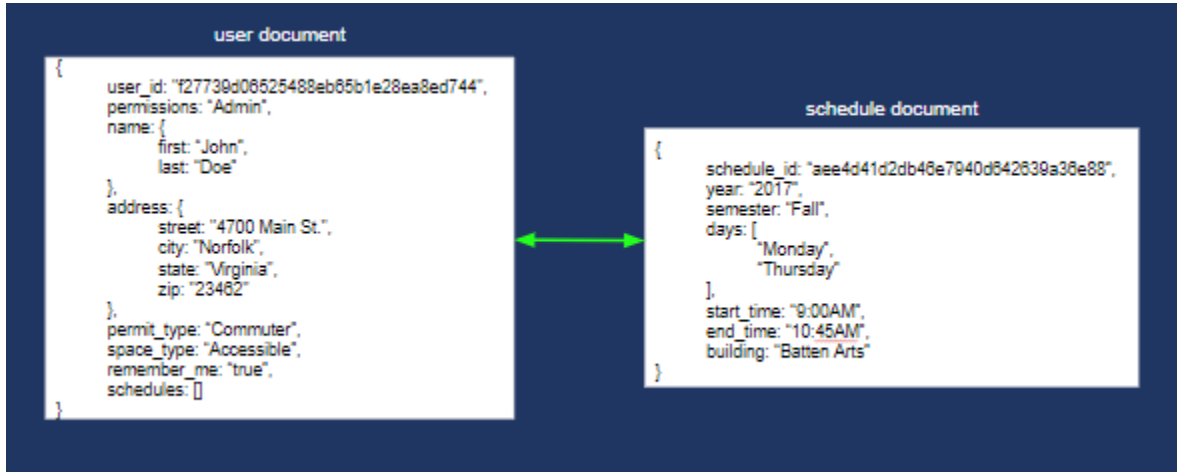 user document
{
user_id: "f27739d06525488eb65b1e28ea8ed744",
permissions: "Admin",
name: {
first: "John",
last: "Doe"
},
address: {
street: "4700 Main St.",
city: "Norfolk",
state: "Virginia",
zip: "23462"
},
permit_type: "Commuter",
space_type: "Accessible",
remember_me: "true",
schedules: []
}
schedule document
{
schedule_id: "aee4d41d2db46e7940d642639a36e88",
year: "2017",
semester: "Fall",
days: [
"Monday",
"Thursday"
],
start_time: "9:00AM",
end_time: "10:45AM",
building: "Batten Arts"
}